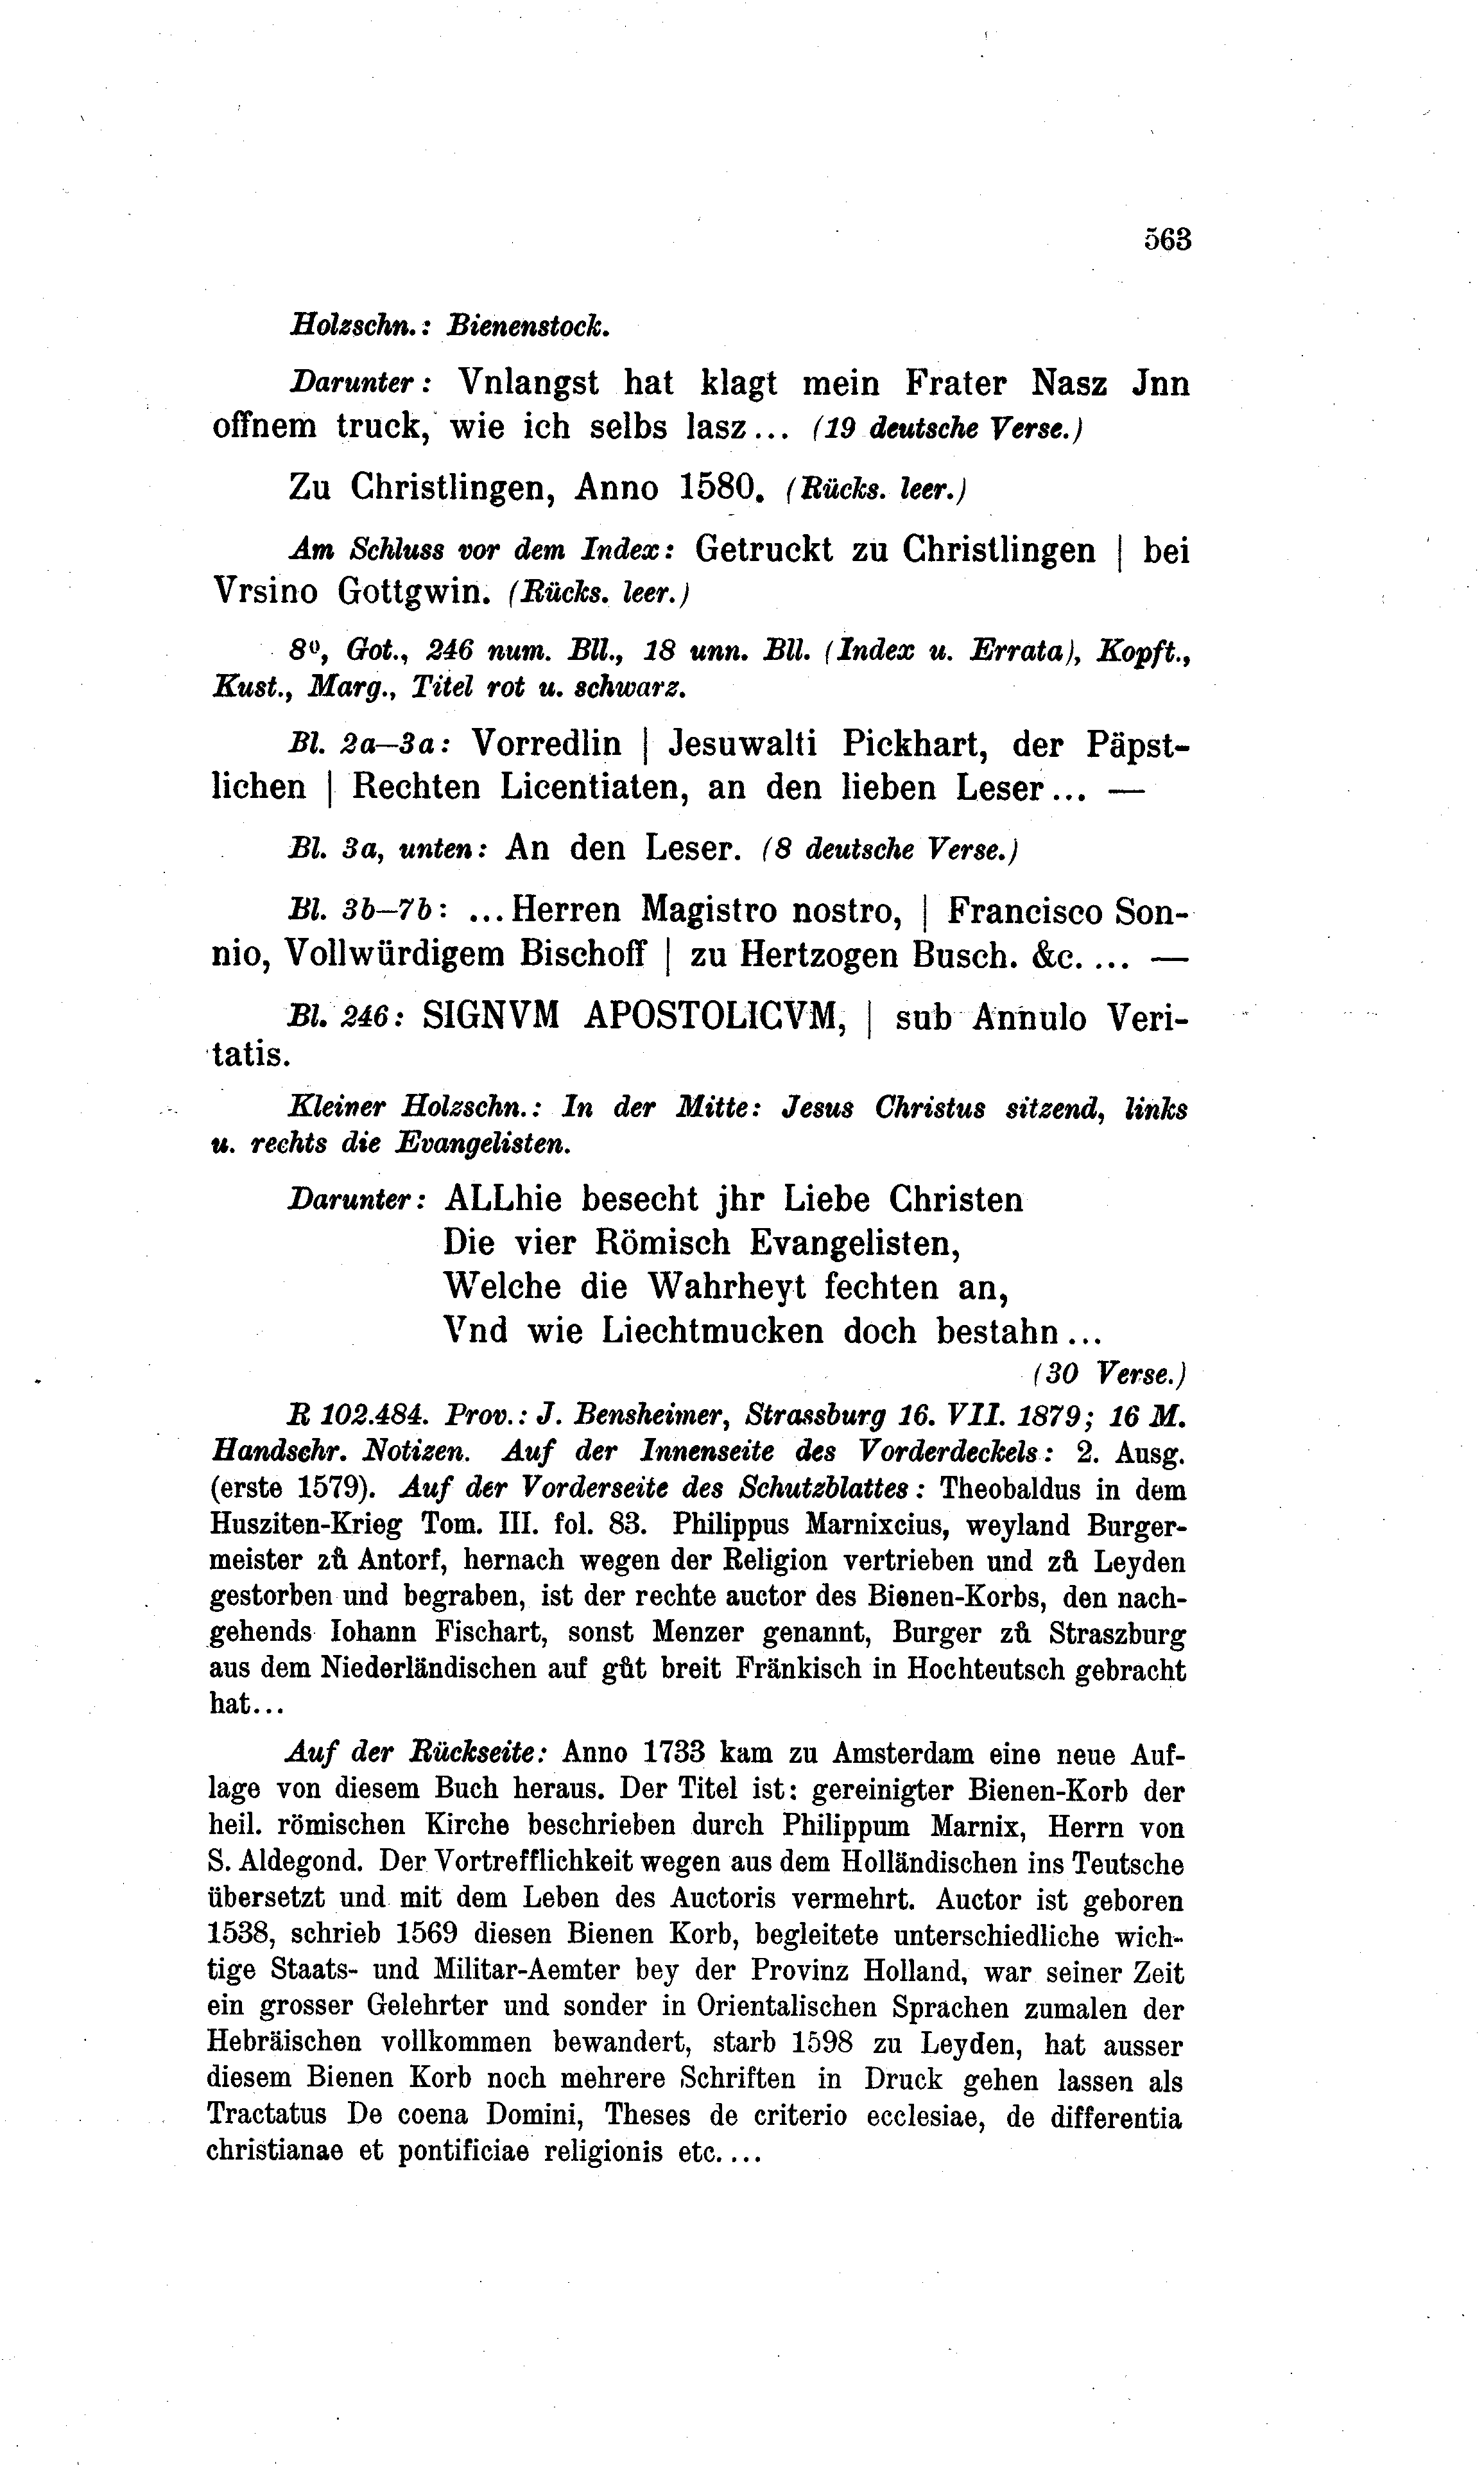 563
Holzschn.: Bienenstock.
Darunter: Vnlangst hat klagt mein Frater Nasz Jnn
offnem truck, wie ich selbs lasz... (19 deutsche Verse.)
Zu Christlingen, Anno 1580. (Rücks. leer.)
Am Schluss vor dem Index: Getruckt zu Christlingen | bei
Vrsino Gottgwin. (Rücks. leer.)
8º, Got., 246 num. Bll., 18 unn. Bll. (Index u. Errata), Kopft.,
Kust., Marg., Titel rot u. schwarz.
Bl. 2a—3a: Vorredlin | Jesuwalti Pickhart, der Päpst-
lichen | Rechten Licentiaten, an den lieben Leser... —
Bl. 3a, unten: An den Leser. (8 deutsche Verse.)
Bl. 3b—7b: ...Herren Magistro nostro, | Francisco Son-
nio, Vollwürdigem Bischoff | zu Hertzogen Busch. &c. ... —
Bl. 246: SIGNVM APOSTOLICVM, | sub Annulo Veri-
tatis.
Kleiner Holzschn.: In der Mitte: Jesus Christus sitzend, links
u. rechts die Evangelisten.
Darunter: ALLhie besecht jhr Liebe Christen
Die vier Römisch Evangelisten,
Welche die Wahrheyt fechten an,
Vnd wie Liechtmucken doch bestahn...
(30 Verse.)
R 102.484. Prov.: J. Bensheimer, Strassburg 16. VII. 1879; 16 M.
Handschr. Notizen. Auf der Innenseite des Vorderdeckels: 2. Ausg.
(erste 1579). Auf der Vorderseite des Schutzblattes: Theobaldus in dem
Husziten-Krieg Tom. III. fol. 83. Philippus Marnixcius, weyland Burger-
meister zů Antorf, hernach wegen der Religion vertrieben und zů Leyden
gestorben und begraben, ist der rechte auctor des Bienen-Korbs, den nach-
gehends Iohann Fischart, sonst Menzer genannt, Burger zů Straszburg
aus dem Niederländischen auf gůt breit Fränkisch in Hochteutsch gebracht
hat...
Auf der Rückseite: Anno 1733 kam zu Amsterdam eine neue Auf-
lage von diesem Buch heraus. Der Titel ist: gereinigter Bienen-Korb der
heil. römischen Kirche beschrieben durch Philippum Marnix, Herrn von
S. Aldegond. Der Vortrefflichkeit wegen aus dem Holländischen ins Teutsche
übersetzt und mit dem Leben des Auctoris vermehrt. Auctor ist geboren
1538, schrieb 1569 diesen Bienen Korb, begleitete unterschiedliche wich-
tige Staats- und Militar-Aemter bey der Provinz Holland, war seiner Zeit
ein grosser Gelehrter und sonder in Orientalischen Sprachen zumalen der
Hebräischen vollkommen bewandert, starb 1598 zu Leyden, hat ausser
diesem Bienen Korb noch mehrere Schriften in Druck gehen lassen als
Tractatus De coena Domini, Theses de criterio ecclesiae, de differentia
christianae et pontificiae religionis etc....